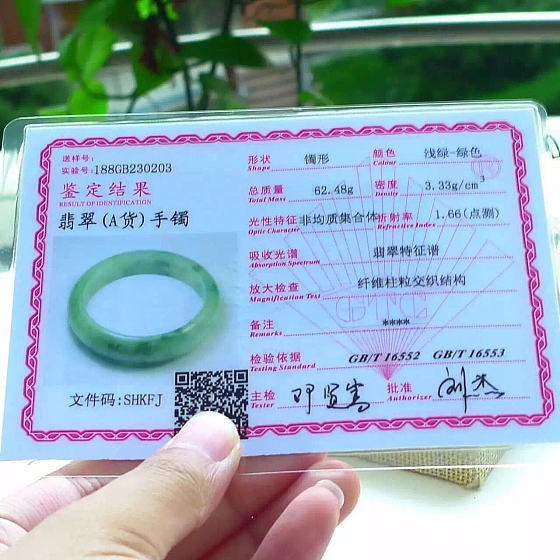 送样号:
实验号: 188GB230203
鉴定结果
RESULT OF IDENTIFICATION
翡翠(A货)手镯
文件码:SHKFJ
形状 镯形 颜色 浅绿-绿色
Shape Colour
总质量 62.48g 密度 3.33g/cm³
Total Mass Density
光性特征 非均质集合体 折射率 1.66(点测)
Optic Character Refractive Index
吸收光谱 翡翠特征谱
Absorption Spectrum
放大检查 纤维柱粒交织结构
Magnification Test
备注 ****
Remarks
检验依据 GB/T 16552 GB/T 16553
Testing Standard
主检 批准
Tester Authorizer